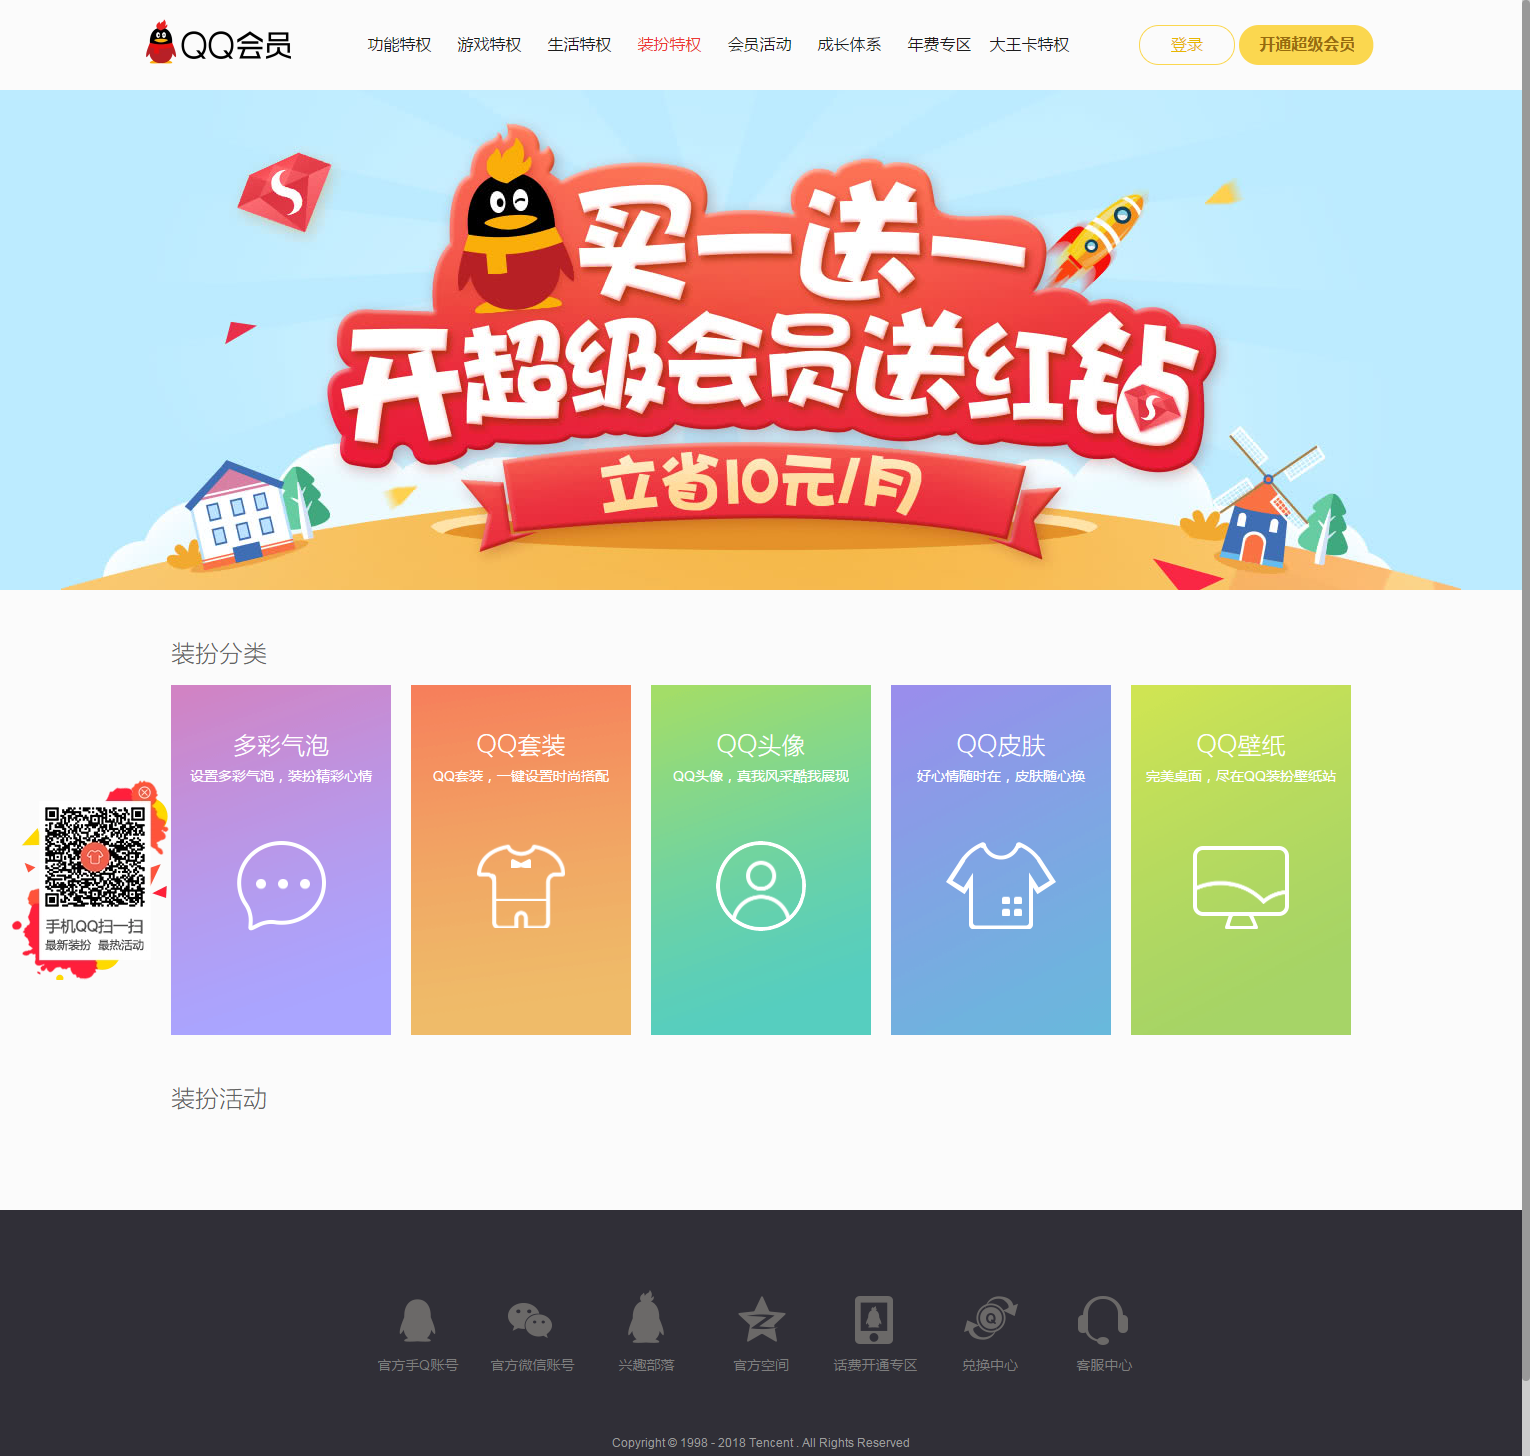 QQ会员
功能特权 游戏特权 生活特权 装扮特权 会员活动 成长体系 年费专区 大王卡特权
登录 开通超级会员
买一送一
开超级会员送红钻
立省10元/月
装扮分类
多彩气泡
设置多彩气泡，装扮精彩心情
QQ套装
QQ套装，一键设置时尚搭配
QQ头像
QQ头像，真我风采酷我展现
QQ皮肤
好心情随时在，皮肤随心换
QQ壁纸
完美桌面，尽在QQ装扮壁纸站
手机QQ扫一扫
最新装扮 最热活动
装扮活动
官方手Q账号 官方微信账号 兴趣部落 官方空间 话费开通专区 兑换中心 客服中心
Copyright © 1998 - 2018 Tencent . All Rights Reserved